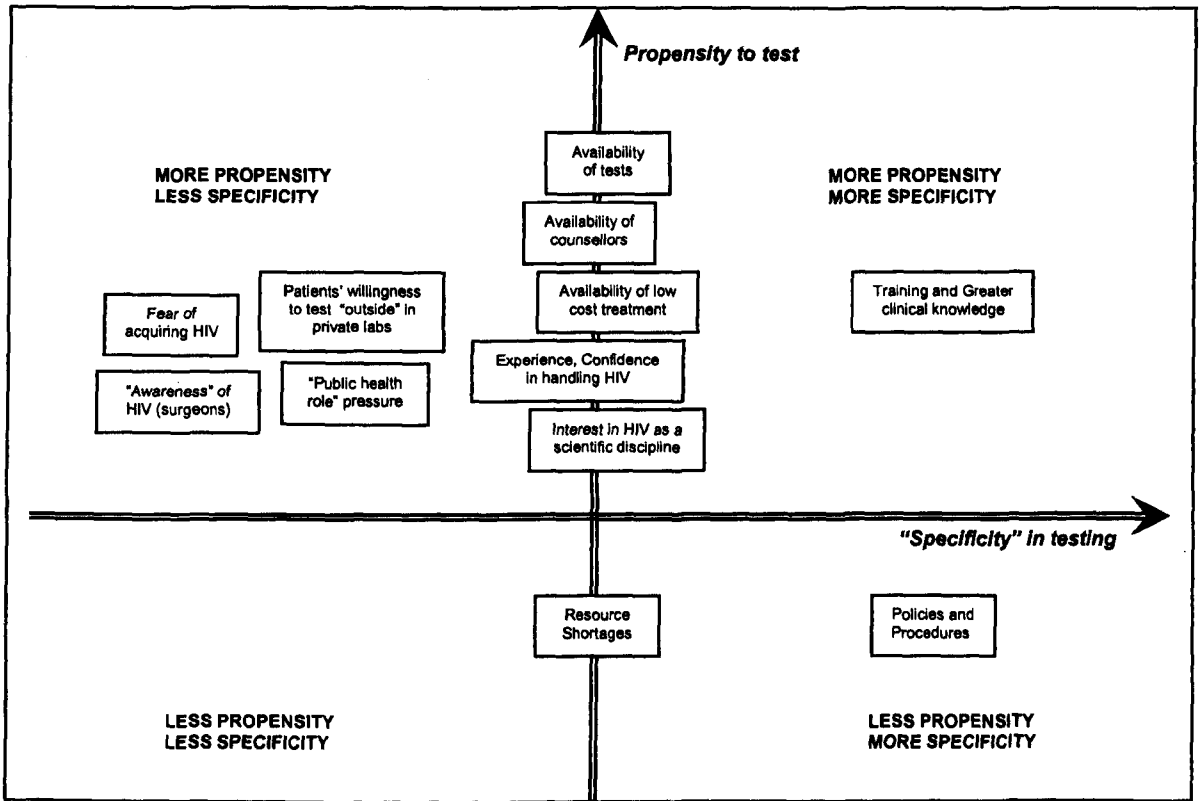 Propensity to test
Availability
of tests
MORE PROPENSITY
LESS SPECIFICITY
MORE PROPENSITY
MORE SPECIFICITY
Availability of
counsellors
Fear of
acquiring HIV
Patients' willingness
to test "outside" in
private labs
Availability of low
cost treatment
Training and Greater
clinical knowledge
"Awareness" of
HIV (surgeons)
"Public health
role" pressure
Experience, Confidence
in handling HIV
Interest in HIV as a
scientific discipline
"Specificity" in testing
Resource
Shortages
Policies and
Procedures
LESS PROPENSITY
LESS SPECIFICITY
LESS PROPENSITY
MORE SPECIFICITY